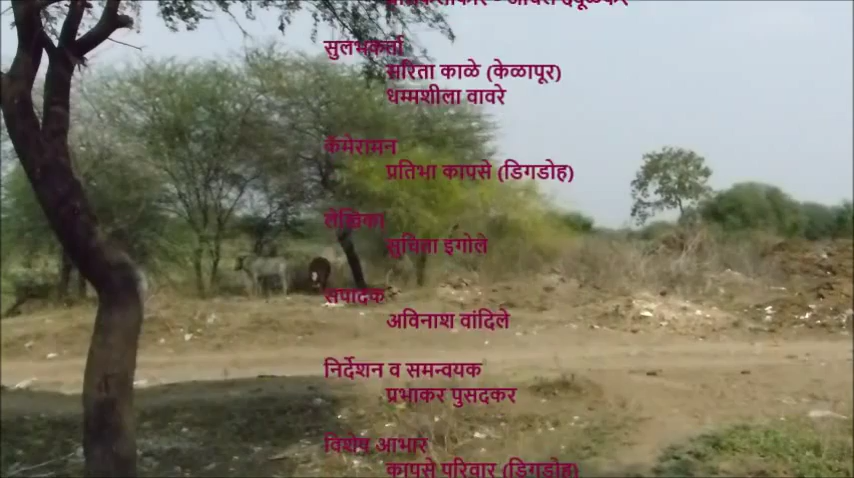 सुलभकर्ता
सरिता काळे (केळापूर)
धम्मशीला वावरे
कॅमेरामन
प्रतिभा कापसे (डिगडोह)
लेखिका
सुचिता इंगोले
संपादक
अविनाश वांदिले
निर्देशन व समन्वयक
प्रभाकर पुसदकर
विशेष आभार
कापसे परिवार (डिगडोह)